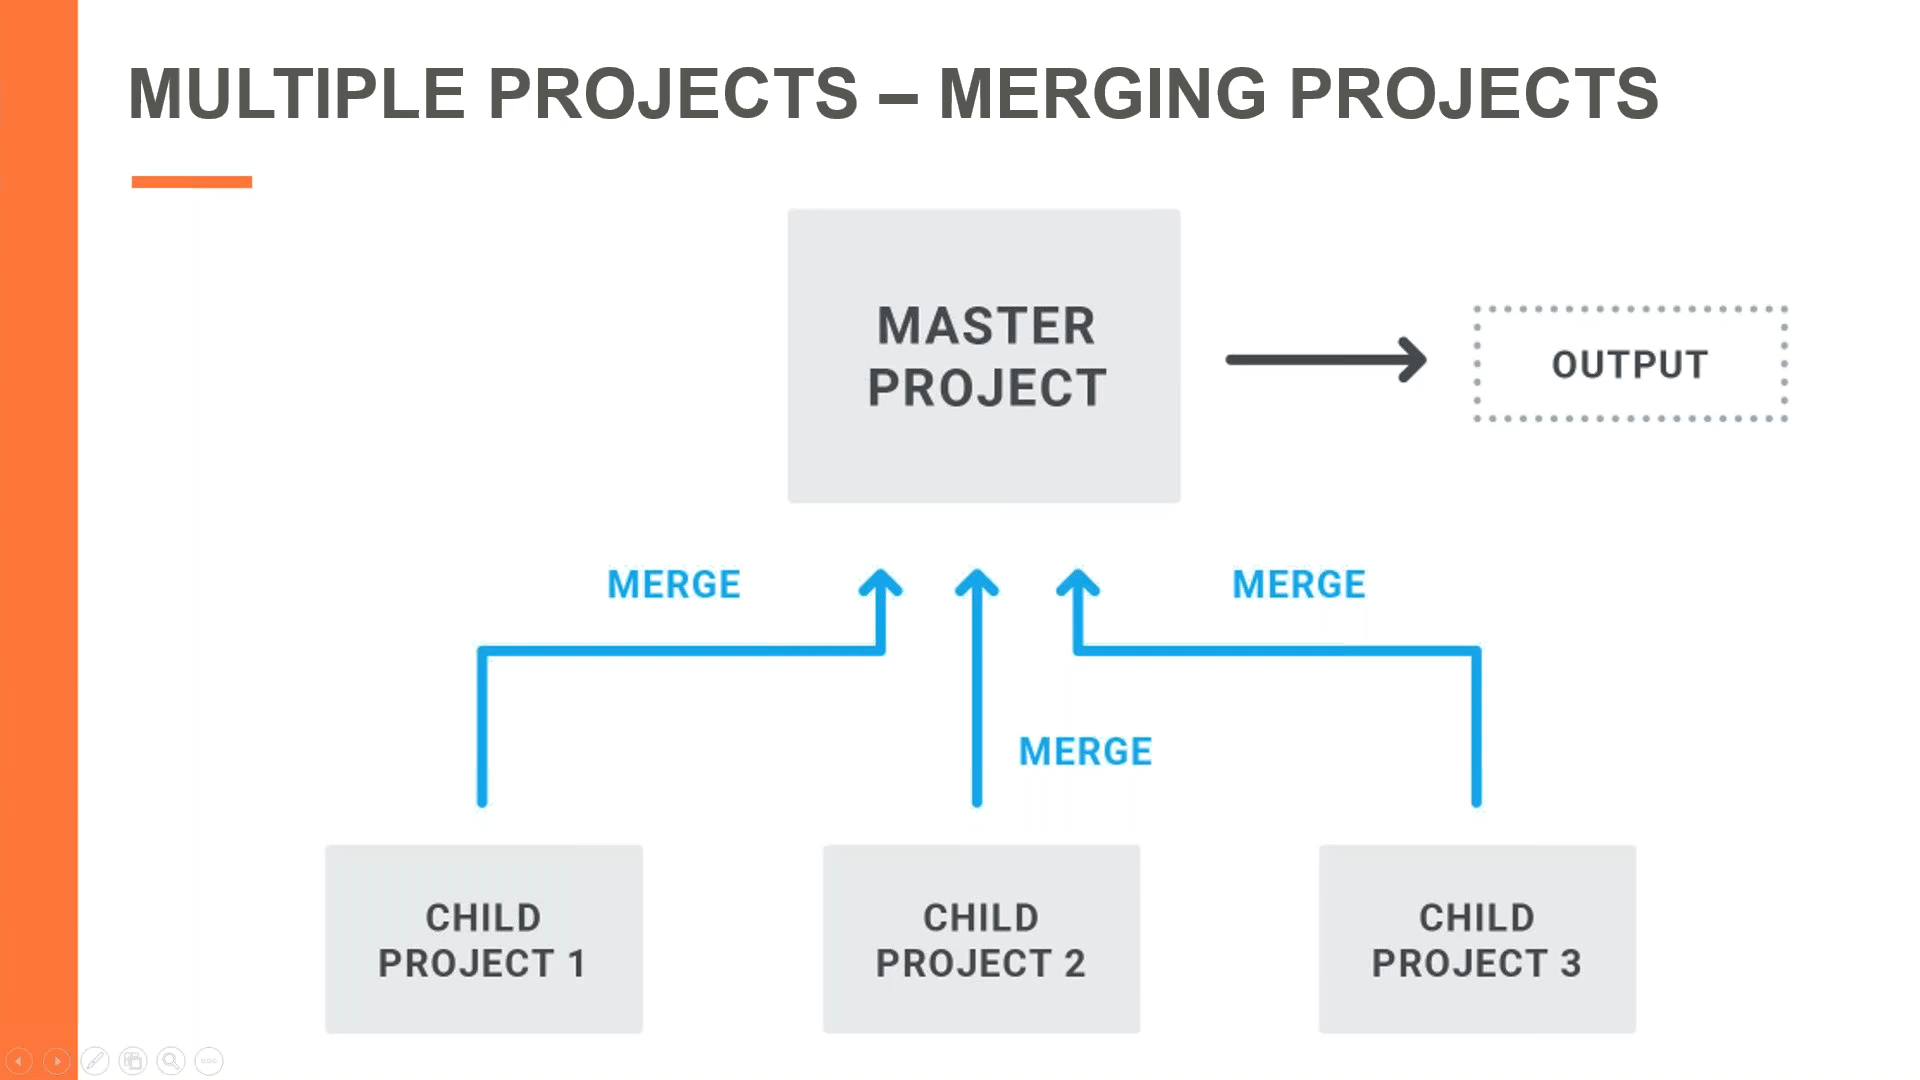 MULTIPLE PROJECTS – MERGING PROJECTS
MASTER
PROJECT
OUTPUT
MERGE
MERGE
MERGE
CHILD
PROJECT 1
CHILD
PROJECT 2
CHILD
PROJECT 3